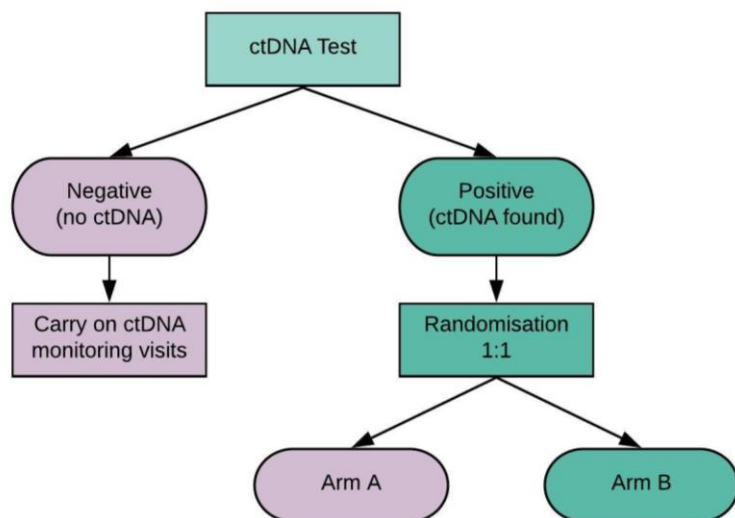 ctDNA Test
Negative
(no ctDNA)
Positive
(ctDNA found)
Carry on ctDNA
monitoring visits
Randomisation
1:1
Arm A
Arm B